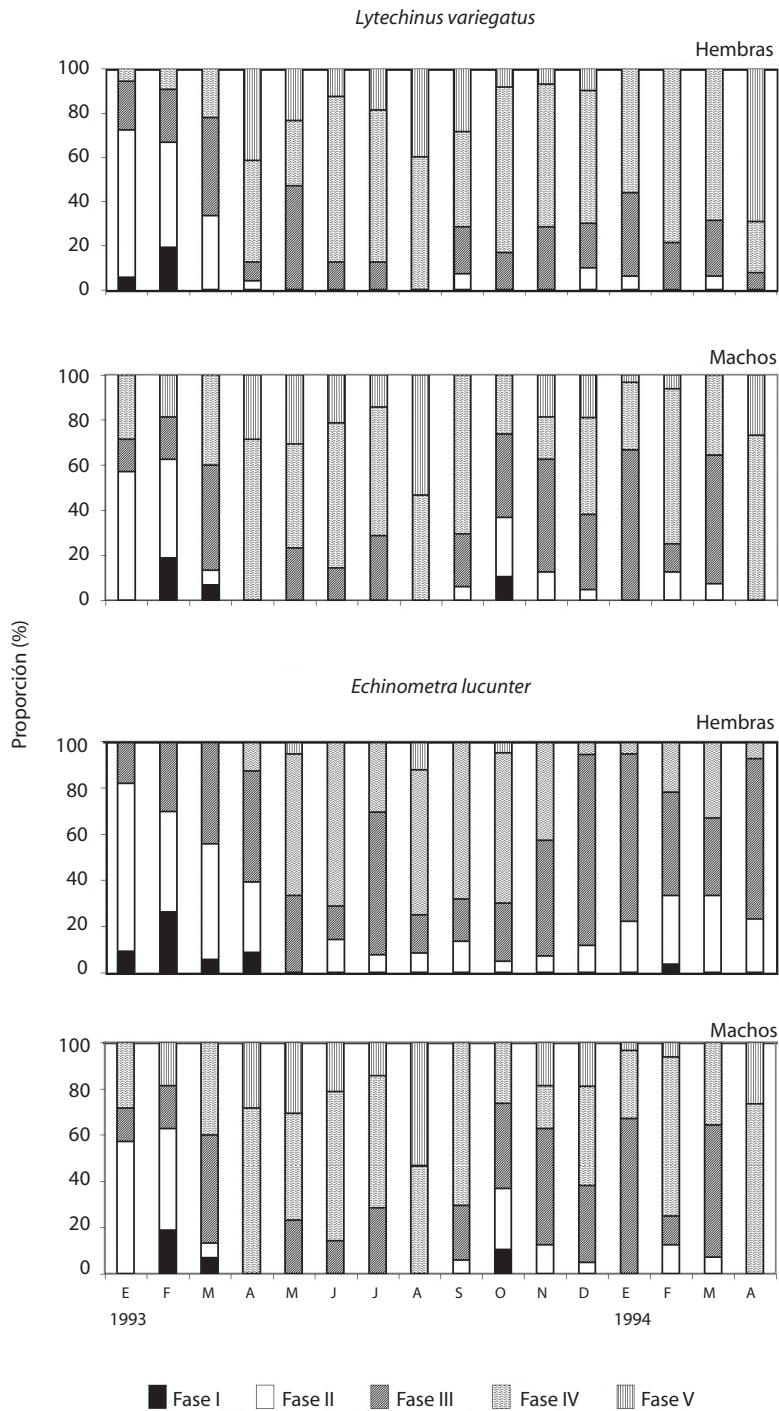 Lytechinus variegatus
Hembras
100
80
60
40
20
0
Machos
100
80
60
40
20
0
Proporción (%)
Echinometra lucunter
Hembras
100
80
60
40
20
0
Machos
100
80
60
40
20
0
E F M A M J J A S O N D E F M A
1993 1994
Fase I Fase II Fase III Fase IV Fase V